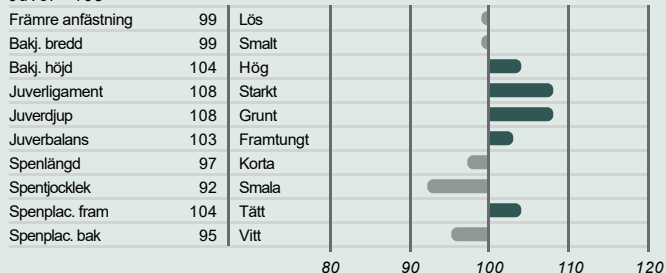 Främre anfästning 99 Lös
Bakj. bredd 99 Smalt
Bakj. höjd 104 Hög
Juverligament 108 Starkt
Juverdjup 108 Grunt
Juverbalans 103 Framtungt
Spenlängd 97 Korta
Spentjocklek 92 Smala
Spenplac. fram 104 Tätt
Spenplac. bak 95 Vitt
80 90 100 110 120